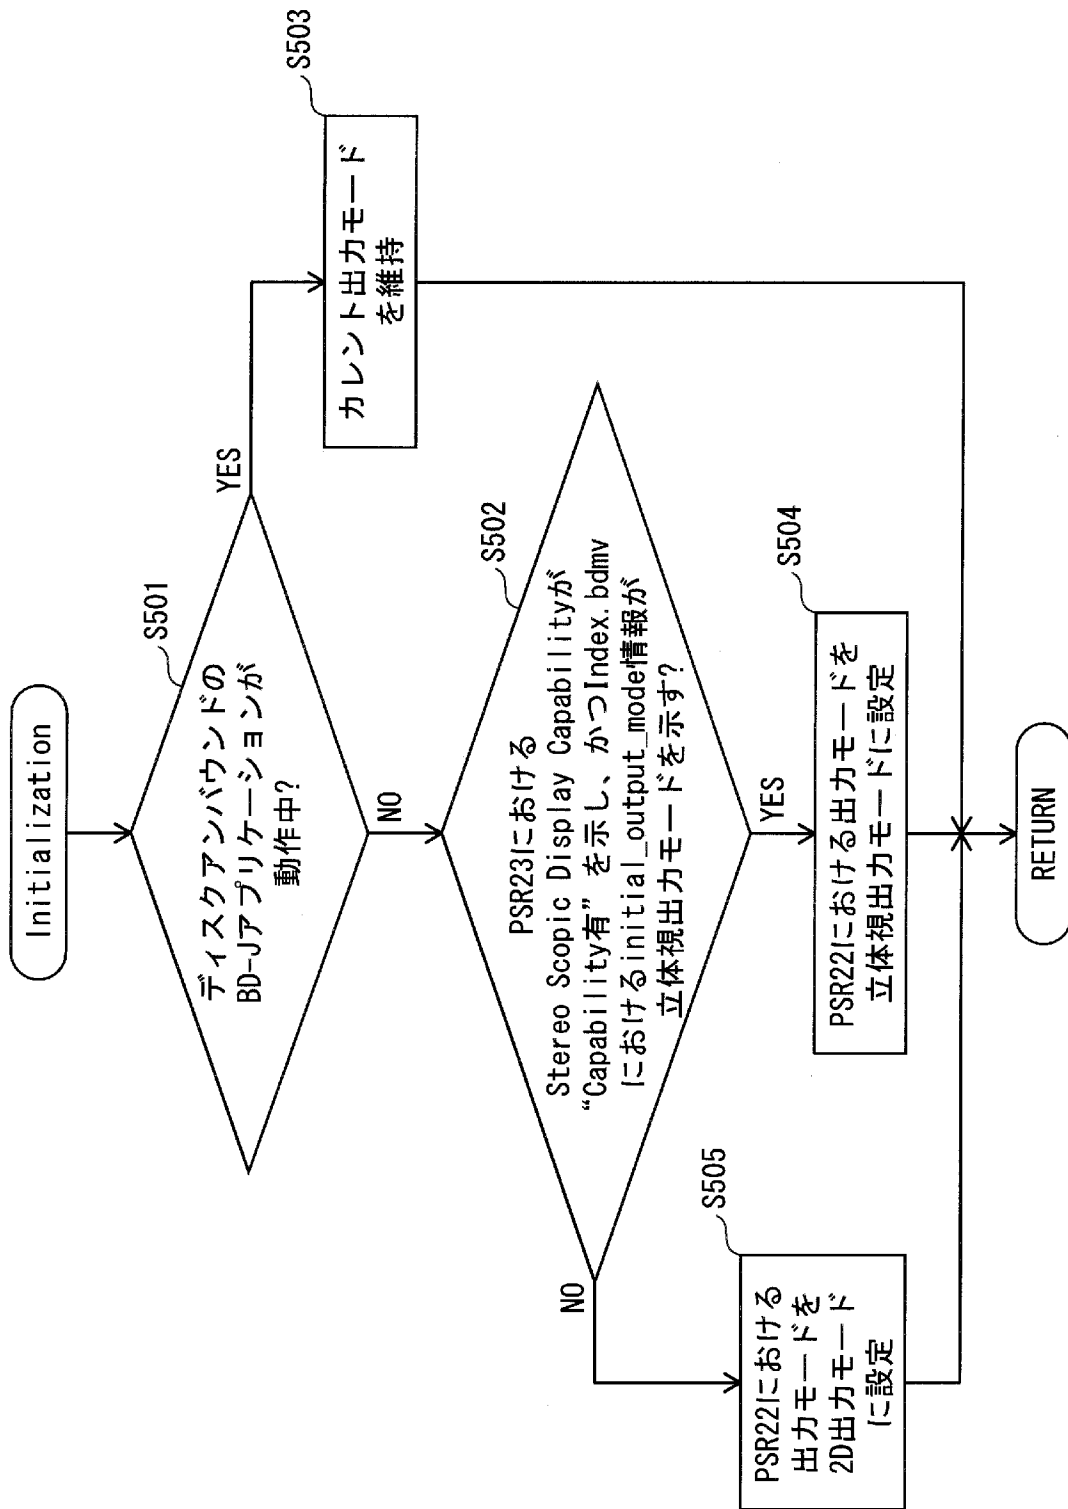 Initialization
S501
ディスクアンバウンドの
BD-Jアプリケーションが
動作中?
YES
NO
S503
カレント出力モード
を維持
S502
PSR23における
Stereo Scopic Display Capabilityが
“Capability有” を示し、かつIndex.bdmv
におけるinitial_output_mode情報が
立体視出力モードを示す?
NO
YES
S504
PSR22における出力モードを
立体視出力モードに設定
S505
PSR22における
出力モードを
2D出力モード
に設定
RETURN